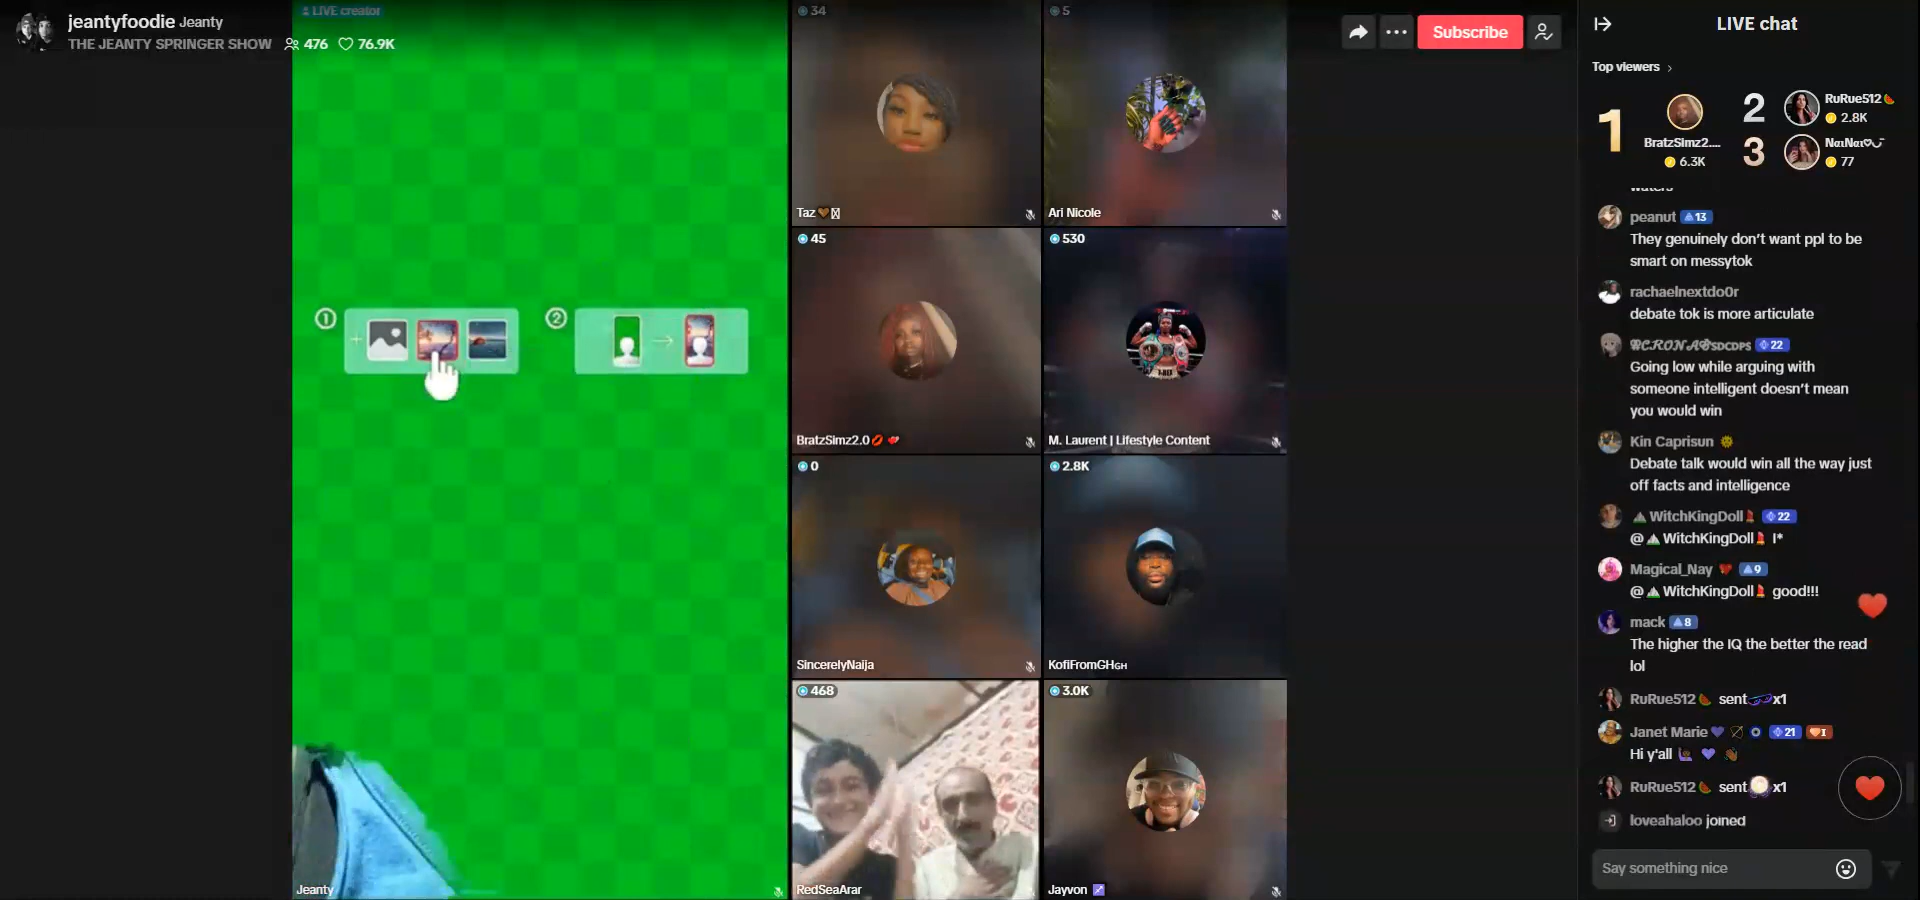 jeantyfoodie Jeanty
THE JEANTY SPRINGER SHOW 476 76.9K
LIVE creator
1
2
Jeanty
34
Taz
5
Ari Nicole
45
BratzSimz2.0
530
M. Laurent | Lifestyle Content
0
SincerelyNaija
2.8K
KofiFromGHGH
468
RedSeaArar
3.0K
Jayvon
Subscribe
LIVE chat
Top viewers
1
BratzSimz2....
6.3K
2
RuRue512
2.8K
3
NαιNαι
77
waters
peanut 13
They genuinely don't want ppl to be
smart on messytok
rachaelnextdo0r
debate tok is more articulate
22
Going low while arguing with
someone intelligent doesn't mean
you would win
Kin Caprisun
Debate talk would win all the way just
off facts and intelligence
WitchKingDoll 22
@ WitchKingDoll I*
Magical_Nay 9
@ WitchKingDoll good!!!
mack 8
The higher the IQ the better the read
lol
RuRue512 sent x1
Janet Marie 21 I
Hi y'all
RuRue512 sent x1
loveahaloo joined
Say something nice